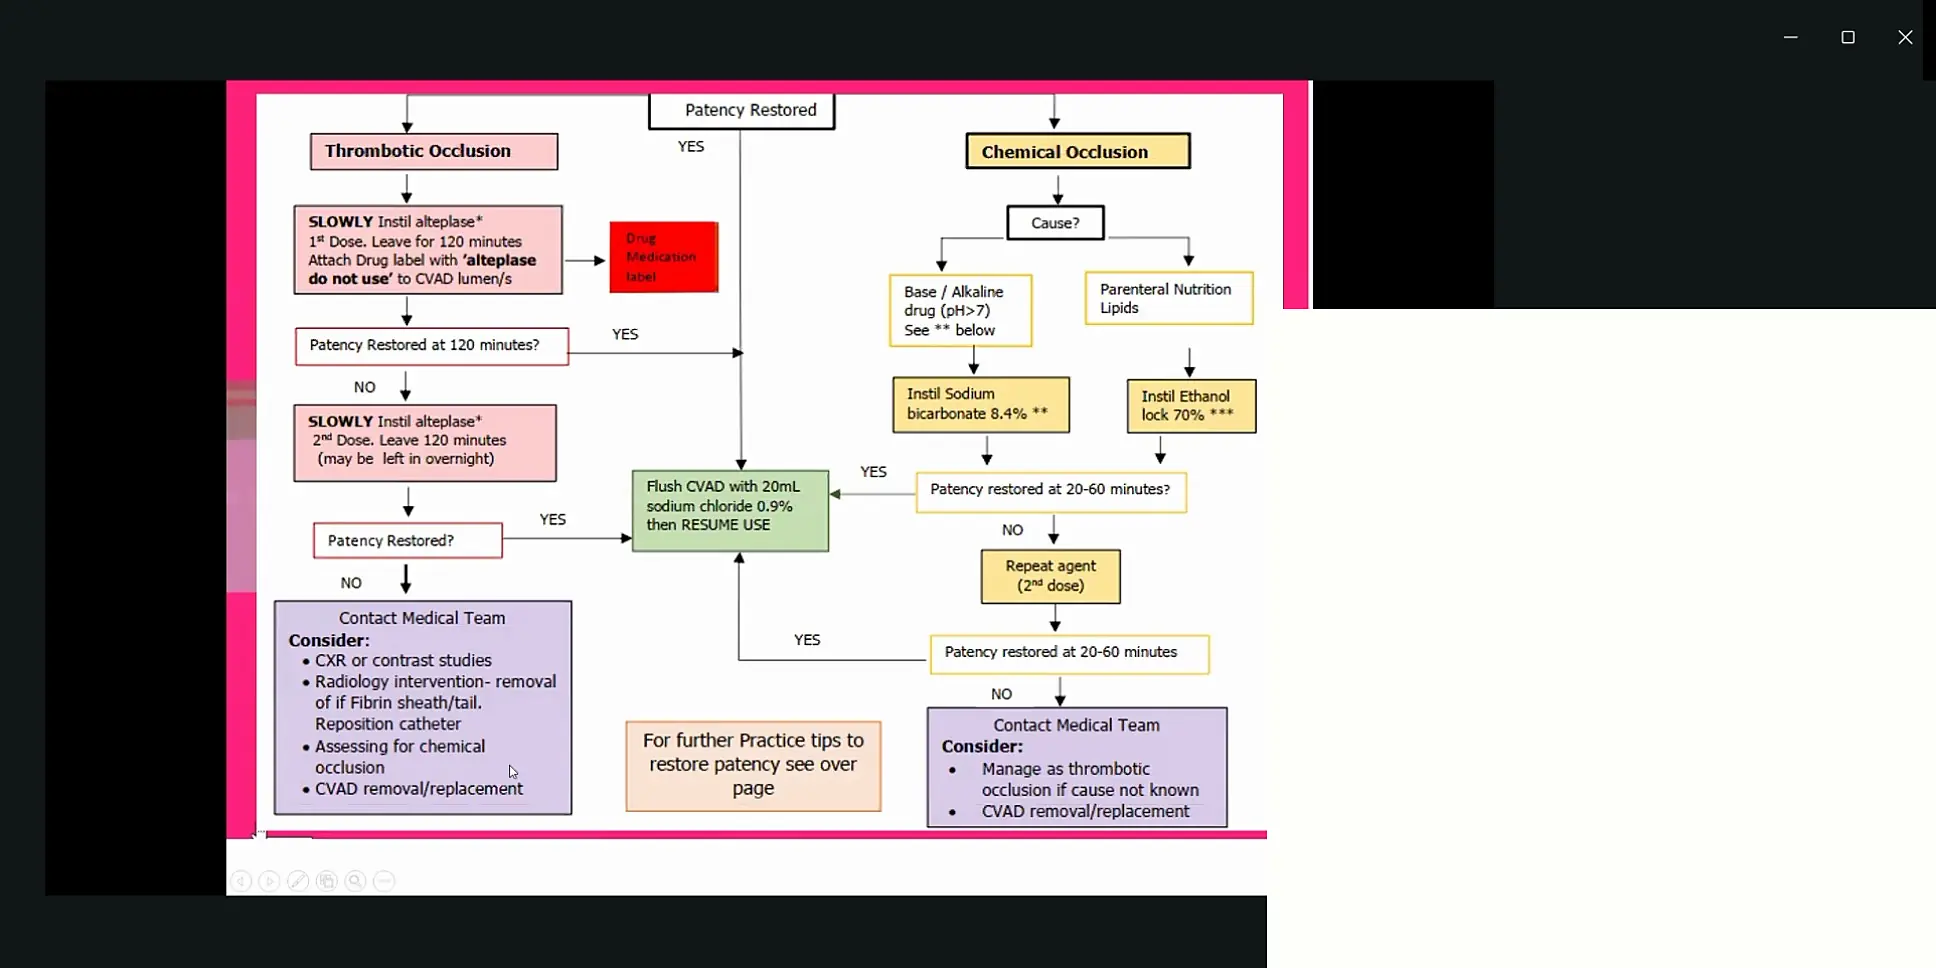 Patency Restored
YES
Thrombotic Occlusion
SLOWLY Instil alteplase*
1st Dose. Leave for 120 minutes
Attach Drug label with ‘alteplase
do not use’ to CVAD lumen/s
Drug
Medication
label
Patency Restored at 120 minutes?
YES
NO
SLOWLY Instil alteplase*
2nd Dose. Leave 120 minutes
(may be left in overnight)
Patency Restored?
YES
NO
Contact Medical Team
Consider:
• CXR or contrast studies
• Radiology intervention- removal
of if Fibrin sheath/tail.
Reposition catheter
• Assessing for chemical
occlusion
• CVAD removal/replacement
Flush CVAD with 20mL
sodium chloride 0.9%
then RESUME USE
For further Practice tips to
restore patency see over
page
Chemical Occlusion
Cause?
Base / Alkaline
drug (pH>7)
See ** below
Parenteral Nutrition
Lipids
Instil Sodium
bicarbonate 8.4% **
Instil Ethanol
lock 70% ***
Patency restored at 20-60 minutes?
YES
NO
Repeat agent
(2nd dose)
Patency restored at 20-60 minutes
YES
NO
Contact Medical Team
Consider:
• Manage as thrombotic
occlusion if cause not known
• CVAD removal/replacement